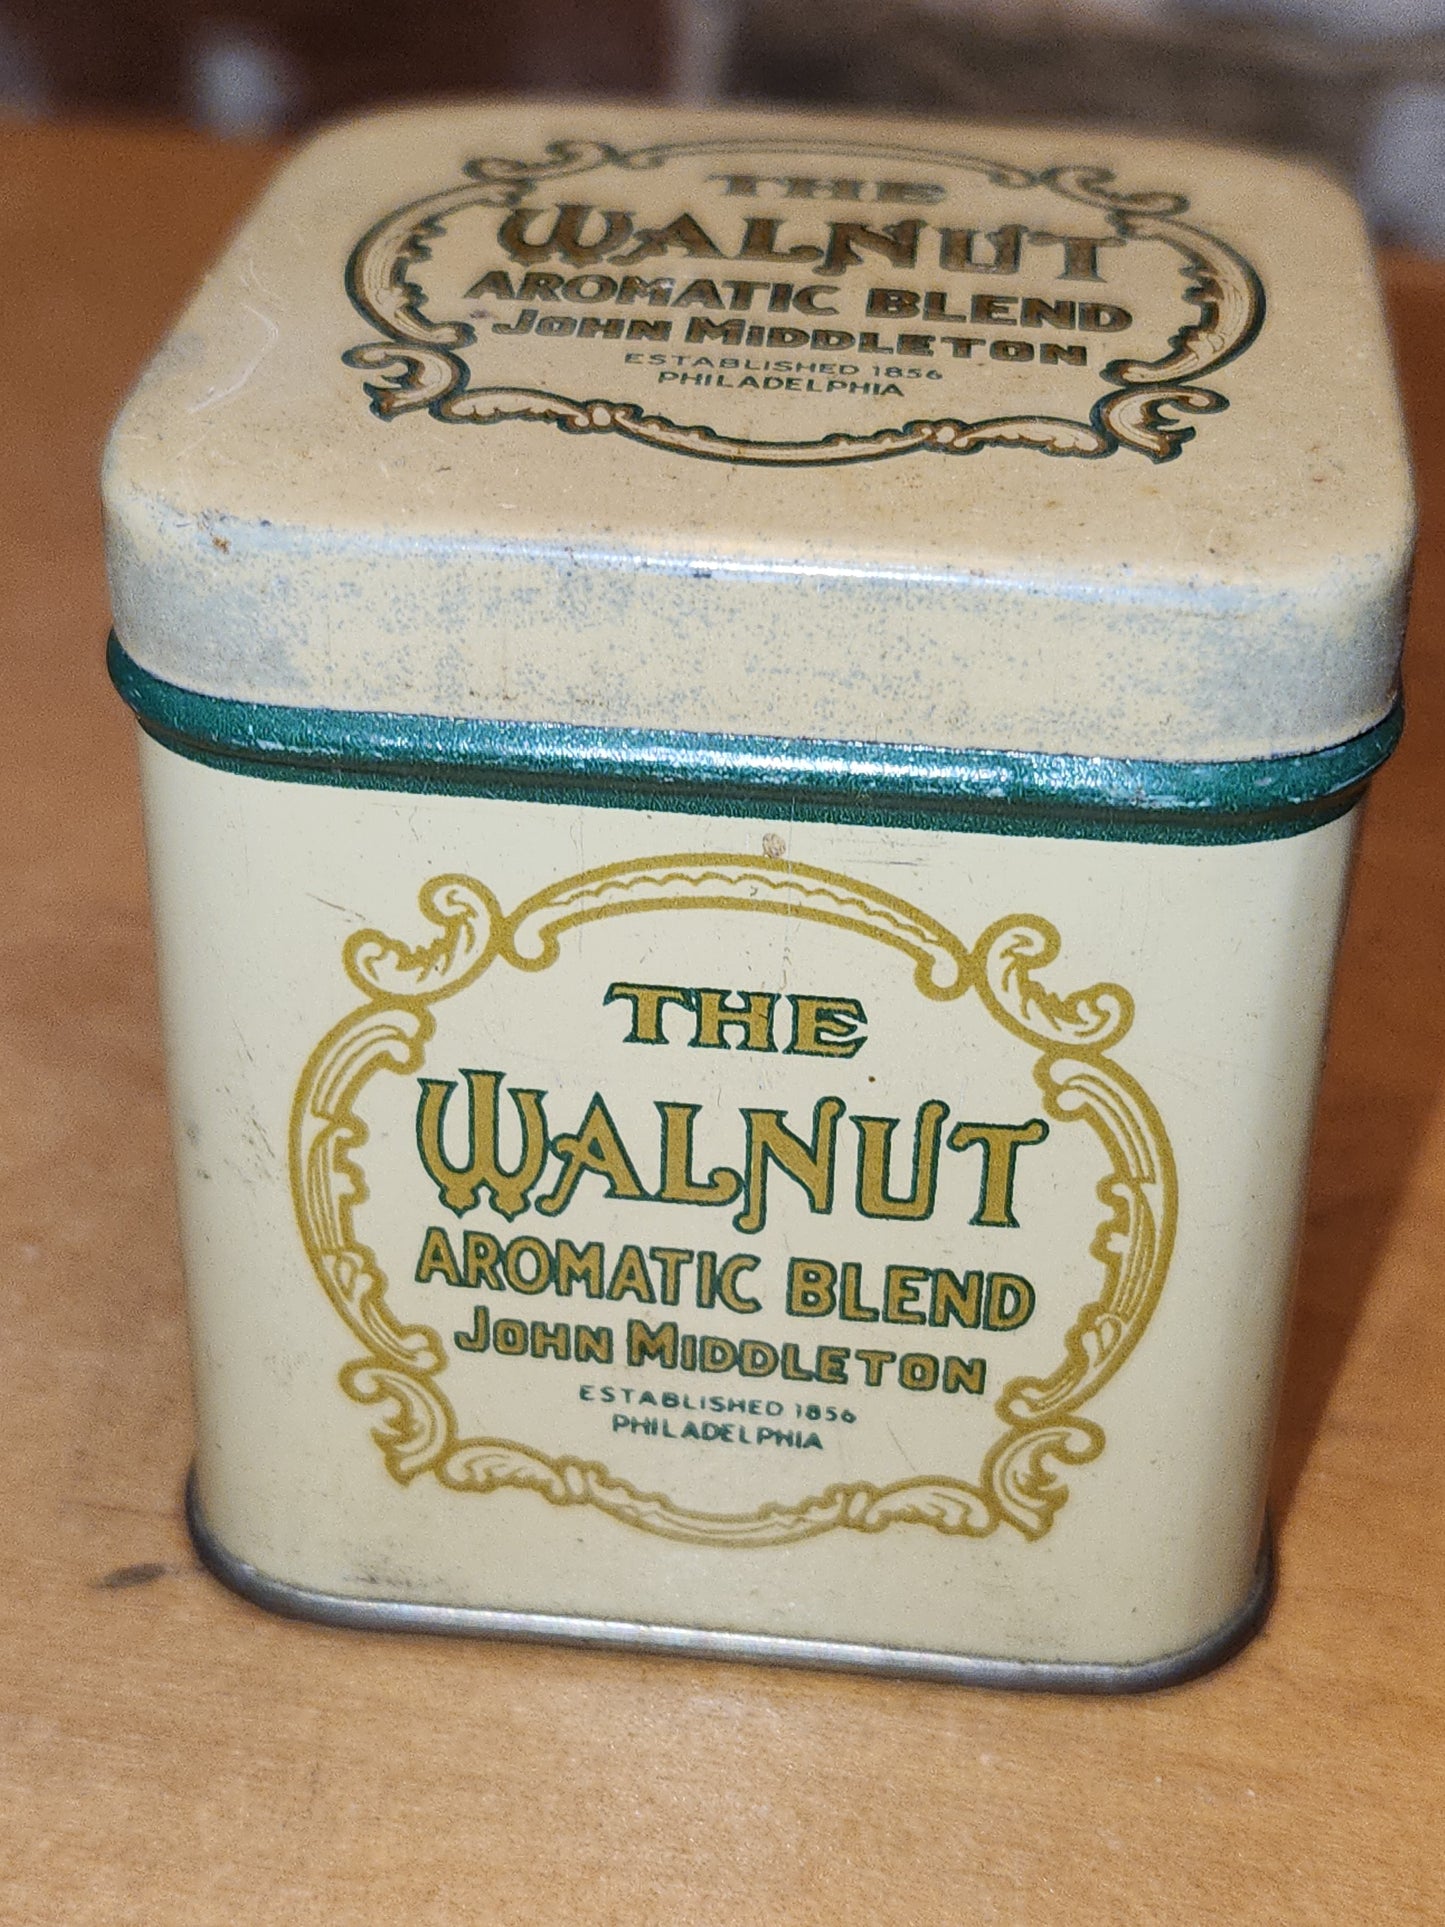 THE
WALNUT
AROMATIC BLEND
JOHN MIDDLETON
ESTABLISHED 1856
PHILADELPHIA
THE
WALNUT
AROMATIC BLEND
JOHN MIDDLETON
ESTABLISHED 1856
PHILADELPHIA